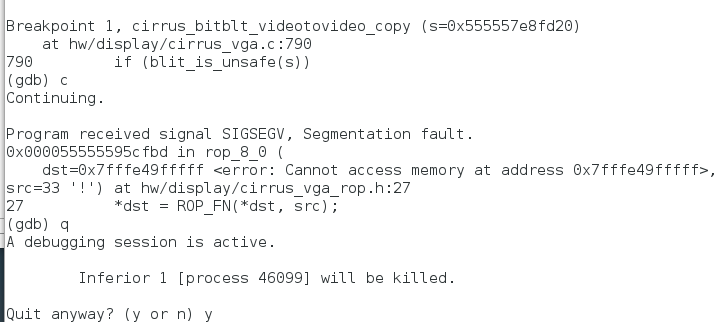 Breakpoint 1, cirrus_bitblt_videotovideo_copy (s=0x555557e8fd20)
at hw/display/cirrus_vga.c:790
790 if (blit_is_unsafe(s))
(gdb) c
Continuing.
Program received signal SIGSEGV, Segmentation fault.
0x000055555595cfbd in rop_8_0 (
dst=0x7fffe49fffff <error: Cannot access memory at address 0x7fffe49fffff>,
src=33 '!') at hw/display/cirrus_vga_rop.h:27
27 *dst = ROP_FN(*dst, src);
(gdb) q
A debugging session is active.
Inferior 1 [process 46099] will be killed.
Quit anyway? (y or n) y